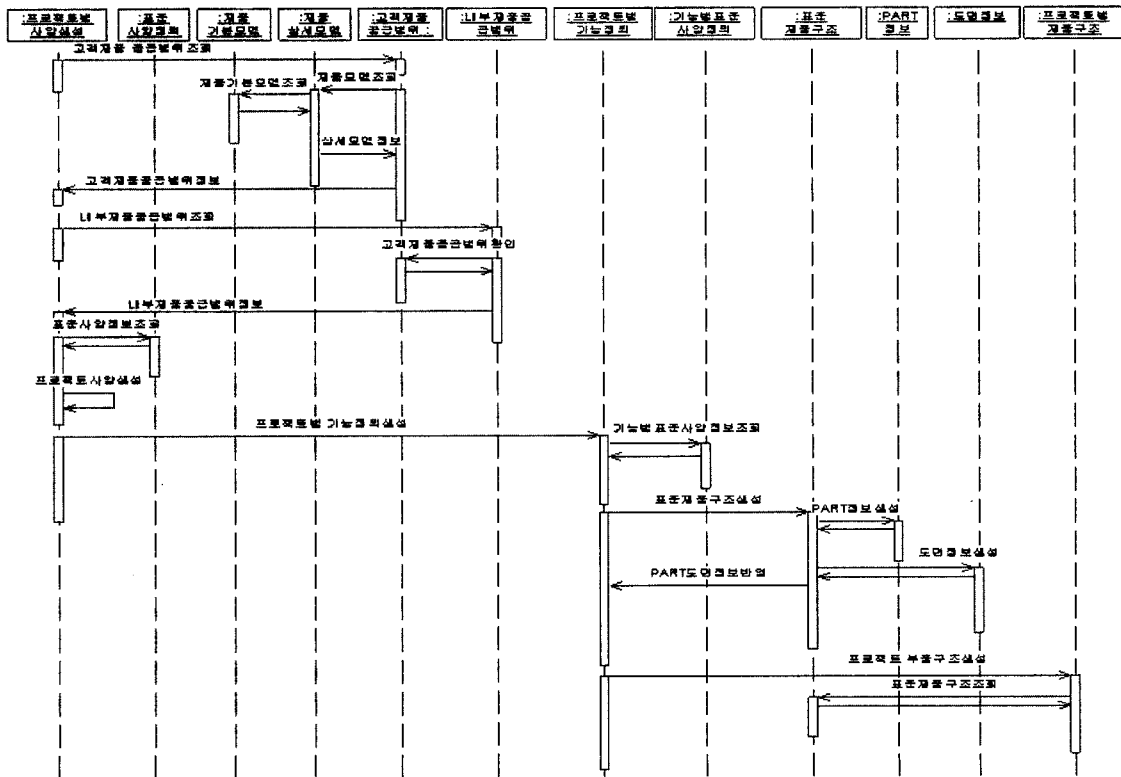 :프로젝트별
사양생성
:표준
사양정의
:제품
기본모델
:제품
상세모델
:고객제품
공급범위 :
:내부제품공
급범위
:프로젝트별
기능정의
:기능별표준
사양정의
:표준
제품구조
:PART
정보
:도면정보
:프로젝트별
제품구조
고객제품 공급범위조회
제품기본모델조회
제품모델조회
상세모델정보
고객제품공급범위정보
내부제품공급범위조회
고객제품공급범위확인
내부제품공급범위정보
표준사양정보조회
프로젝트사양생성
프로젝트별 기능정의생성
기능별표준사양정보조회
표준제품구조생성
PART정보생성
도면정보생성
PART도면정보반영
프로젝트 부품구조생성
표준제품구조조회